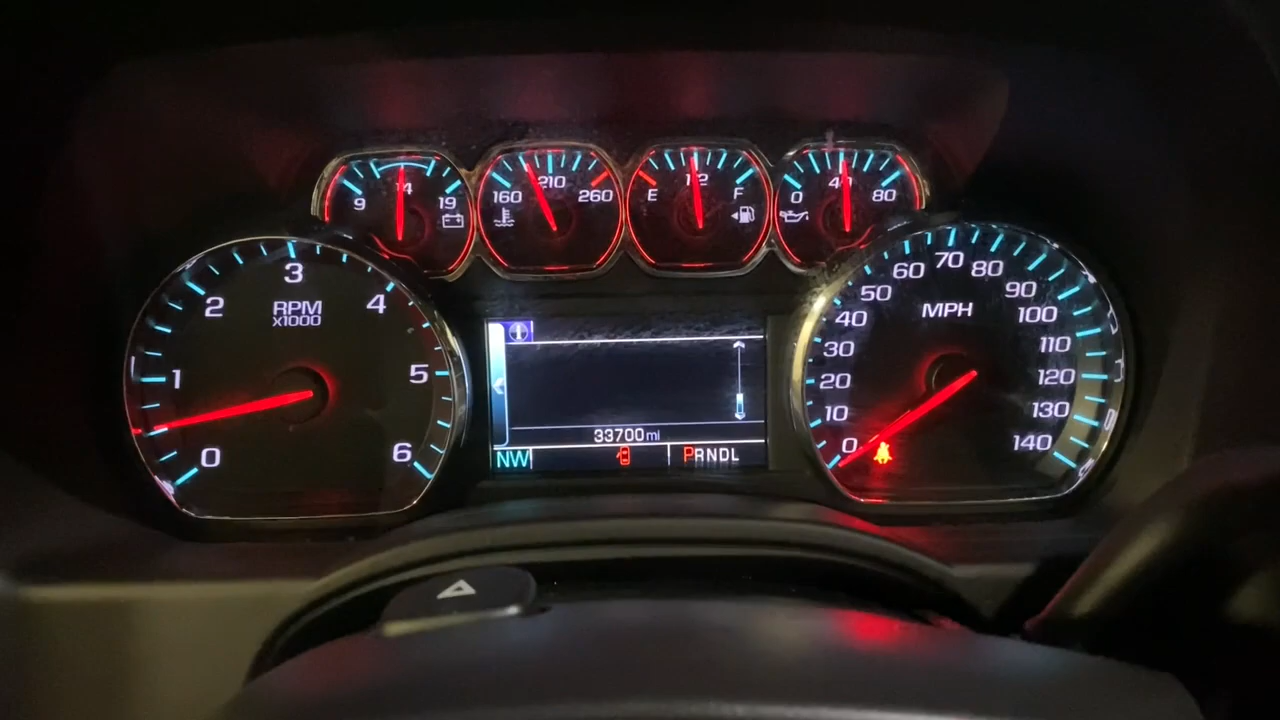 9 14 19
160 210 260
E 1/2 F
0 40 80
0 1 2 3 4 5 6
RPM
x1000
0 10 20 30 40 50 60 70 80 90 100 110 120 130 140
MPH
33700 mi
NW PRNDL